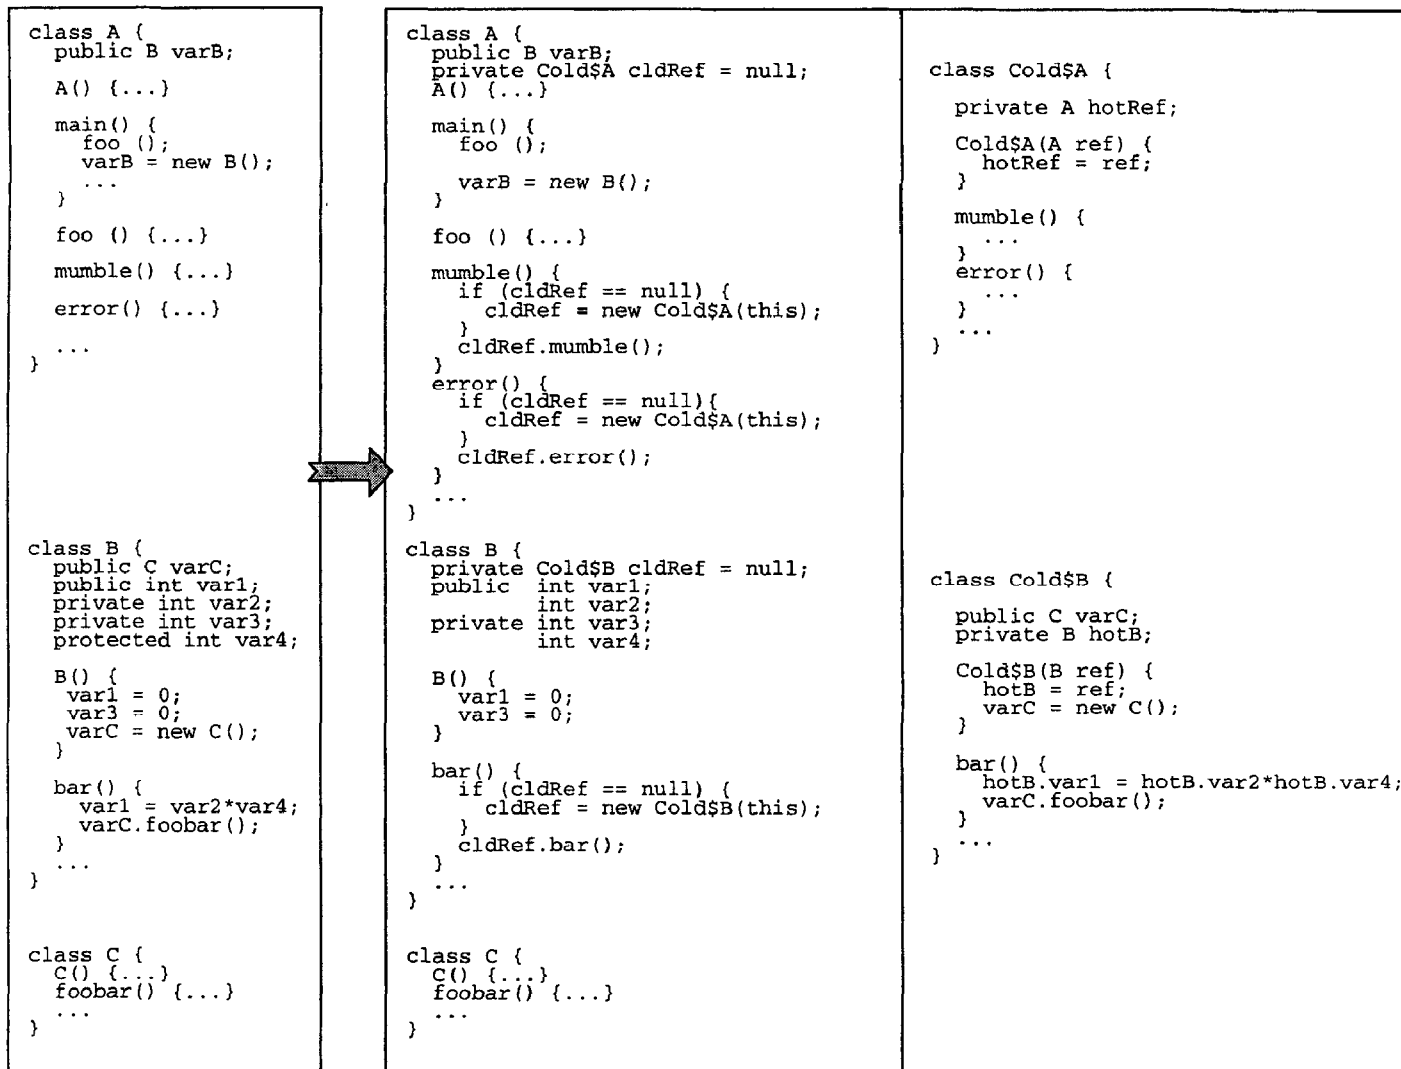 class A {
public B varB;
A() {...}
main() {
foo ();
varB = new B();
...
}
foo () {...}
mumble() {...}
error() {...}
...
}
class B {
public C varC;
public int var1;
private int var2;
private int var3;
protected int var4;
B() {
var1 = 0;
var3 = 0;
varC = new C();
}
bar() {
var1 = var2*var4;
varC.foobar();
}
...
}
class C {
C() {...}
foobar() {...}
...
}
class A {
public B varB;
private Cold$A cldRef = null;
A() {...}
main() {
foo ();
varB = new B();
}
foo () {...}
mumble() {
if (cldRef == null) {
cldRef = new Cold$A(this);
}
cldRef.mumble();
}
error() {
if (cldRef == null){
cldRef = new Cold$A(this);
}
cldRef.error();
}
...
}
class B {
private Cold$B cldRef = null;
public int var1;
int var2;
private int var3;
int var4;
B() {
var1 = 0;
var3 = 0;
}
bar() {
if (cldRef == null) {
cldRef = new Cold$B(this);
}
cldRef.bar();
}
...
}
class C {
C() {...}
foobar() {...}
...
}
class Cold$A {
private A hotRef;
Cold$A(A ref) {
hotRef = ref;
}
mumble() {
...
}
error() {
...
}
...
}
class Cold$B {
public C varC;
private B hotB;
Cold$B(B ref) {
hotB = ref;
varC = new C();
}
bar() {
hotB.var1 = hotB.var2*hotB.var4;
varC.foobar();
}
...
}